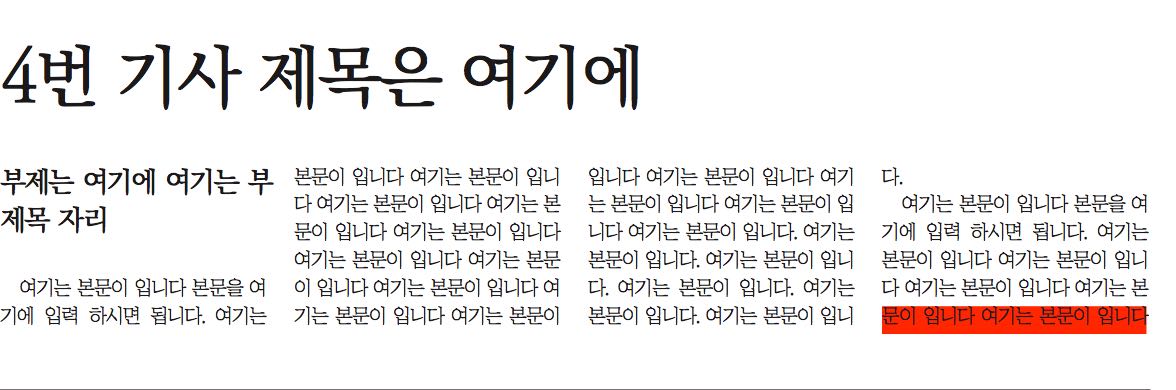 4번 기사 제목은 여기에
부제는 여기에 여기는 부
제목 자리
여기는 본문이 입니다 본문을 여
기에 입력 하시면 됩니다. 여기는
본문이 입니다 여기는 본문이 입니
다 여기는 본문이 입니다 여기는 본
문이 입니다 여기는 본문이 입니다
여기는 본문이 입니다 여기는 본문
이 입니다 여기는 본문이 입니다 여
기는 본문이 입니다 여기는 본문이
입니다 여기는 본문이 입니다 여기
는 본문이 입니다 여기는 본문이 입
니다 여기는 본문이 입니다. 여기는
본문이 입니다. 여기는 본문이 입니
다. 여기는 본문이 입니다. 여기는
본문이 입니다. 여기는 본문이 입니
다.
여기는 본문이 입니다 본문을 여
기에 입력 하시면 됩니다. 여기는
본문이 입니다 여기는 본문이 입니
다 여기는 본문이 입니다 여기는 본
문이 입니다 여기는 본문이 입니다